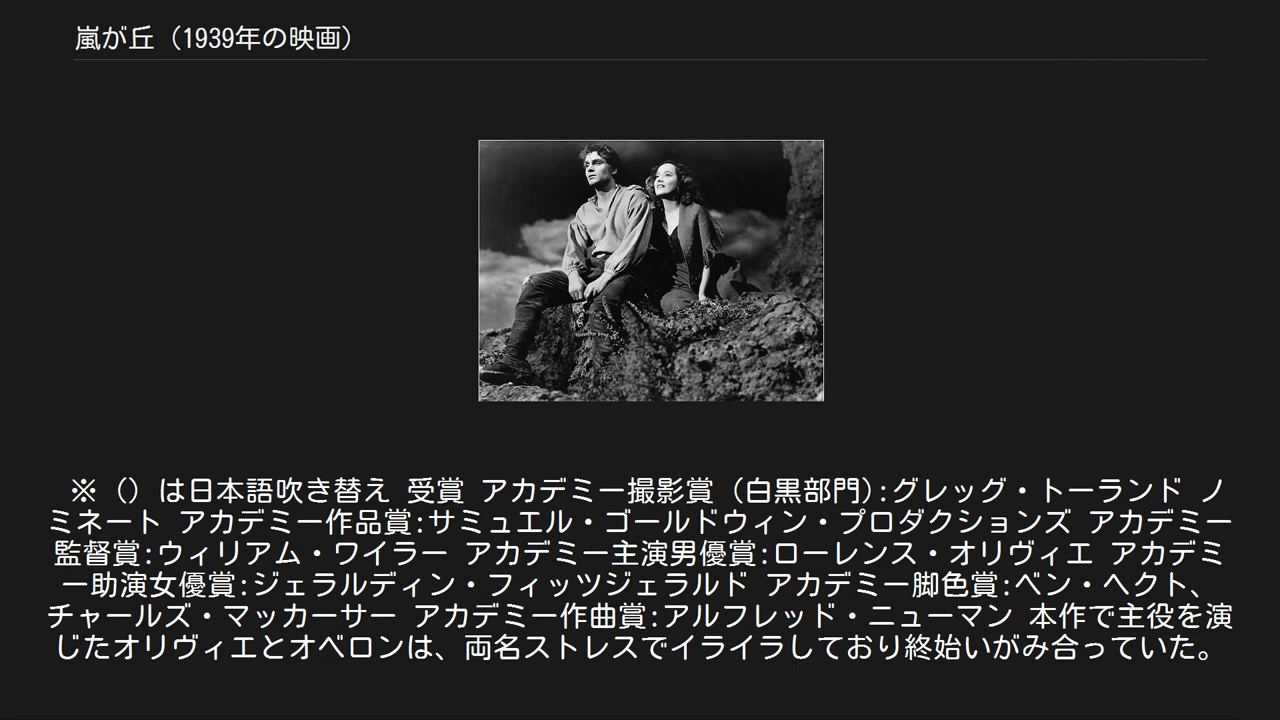 嵐が丘（1939年の映画）
※（）は日本語吹き替え 受賞 アカデミー撮影賞（白黒部門）:グレッグ・トーランド ノ
ミネート アカデミー作品賞:サミュエル・ゴールドウィン・プロダクションズ アカデミー
監督賞:ウィリアム・ワイラー アカデミー主演男優賞:ローレンス・オリヴィエ アカデミ
ー助演女優賞:ジェラルディン・フィッツジェラルド アカデミー脚色賞:ベン・ヘクト、
チャールズ・マッカーサー アカデミー作曲賞:アルフレッド・ニューマン 本作で主役を演
じたオリヴィエとオベロンは、両名ストレスでイライラしており終始いがみ合っていた。